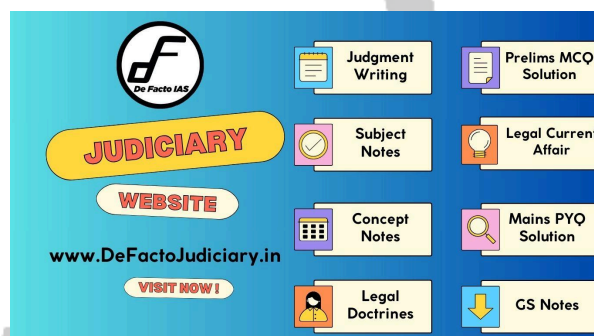 De Facto IAS
JUDICIARY
WEBSITE
www.DeFactoJudiciary.in
VISIT NOW!
Judgment
Writing
Prelims MCQ
Solution
Subject
Notes
Legal Current
Affair
Concept
Notes
Mains PYQ
Solution
Legal
Doctrines
GS Notes